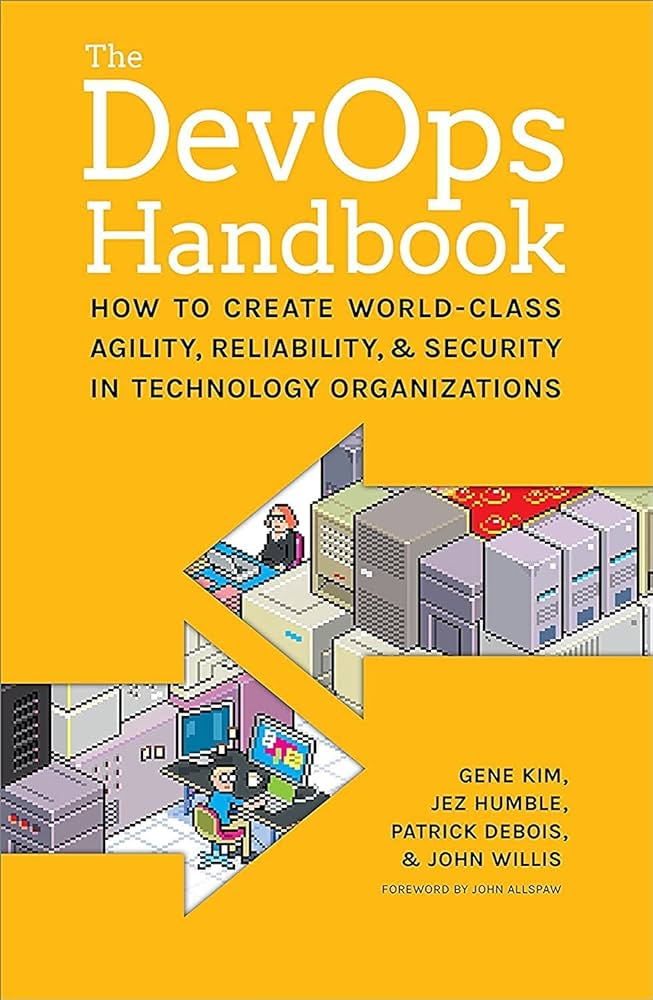 The
DevOps
Handbook
HOW TO CREATE WORLD-CLASS
AGILITY, RELIABILITY, & SECURITY
IN TECHNOLOGY ORGANIZATIONS
GENE KIM,
JEZ HUMBLE,
PATRICK DEBOIS,
& JOHN WILLIS
FOREWORD BY JOHN ALLSPAW